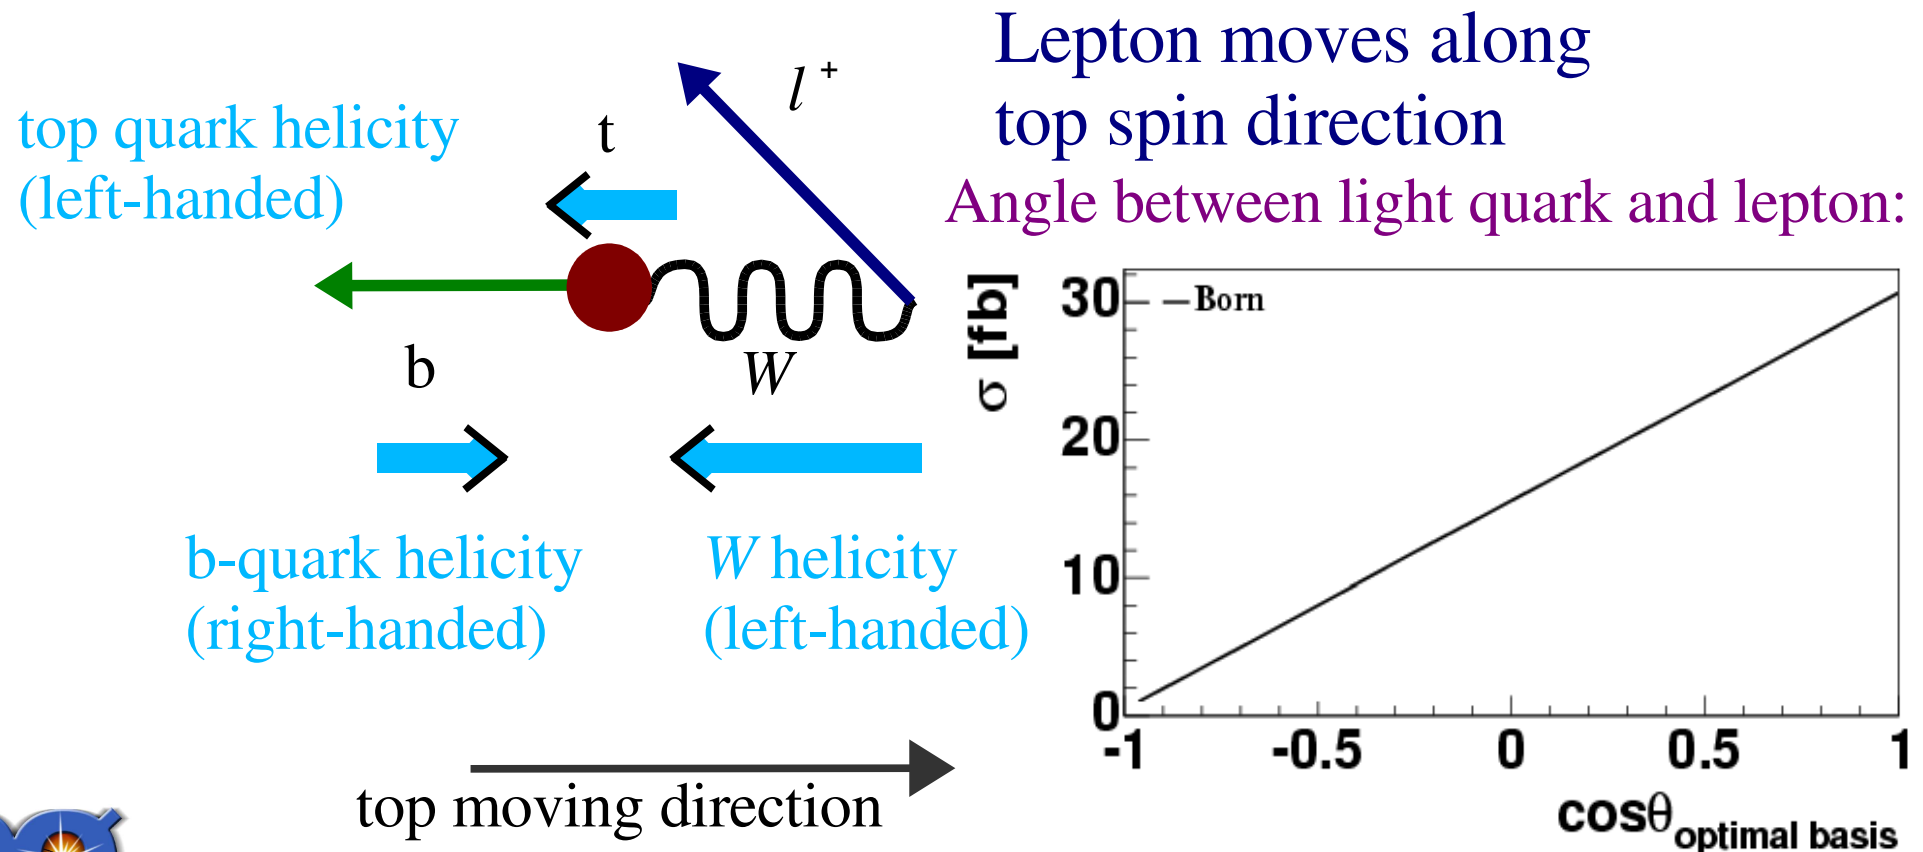 Lepton moves along
top spin direction
Angle between light quark and lepton:
top quark helicity
(left-handed)
t
l +
b
W
b-quark helicity
(right-handed)
W helicity
(left-handed)
top moving direction
σ [fb]
30
20
10
0
Born
-1 -0.5 0 0.5 1
cosθ optimal basis